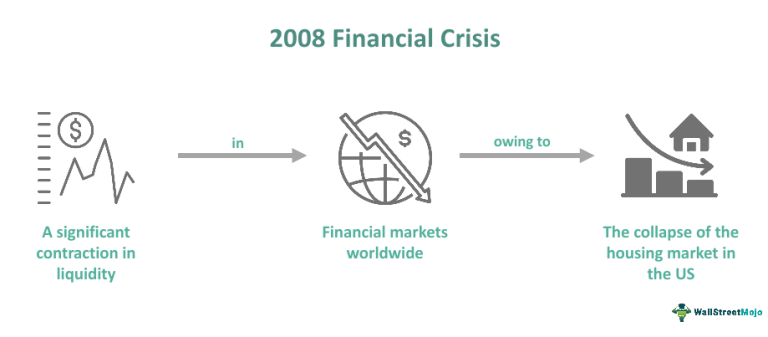 2008 Financial Crisis
$
in
$
owing to
A significant
contraction in
liquidity
Financial markets
worldwide
The collapse of the
housing market in
the US
WallStreetMojo